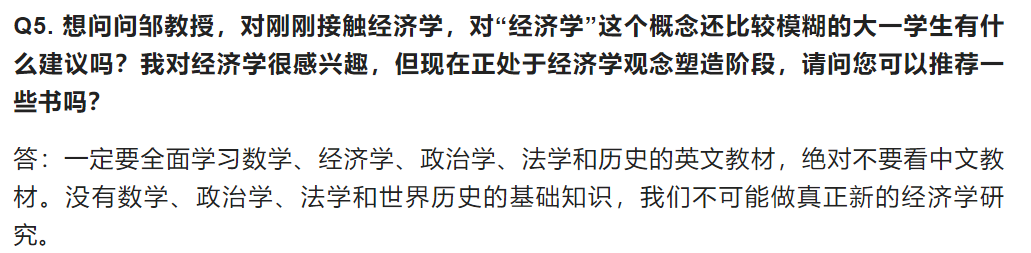 Q5. 想问问邹教授，对刚刚接触经济学，对“经济学”这个概念还比较模糊的大一学生有什
么建议吗？我对经济学很感兴趣，但现在正处于经济学观念塑造阶段，请问您可以推荐一
些书吗？
答：一定要全面学习数学、经济学、政治学、法学和历史的英文教材，绝对不要看中文教
材。没有数学、政治学、法学和世界历史的基础知识，我们不可能做真正新的经济学研
究。